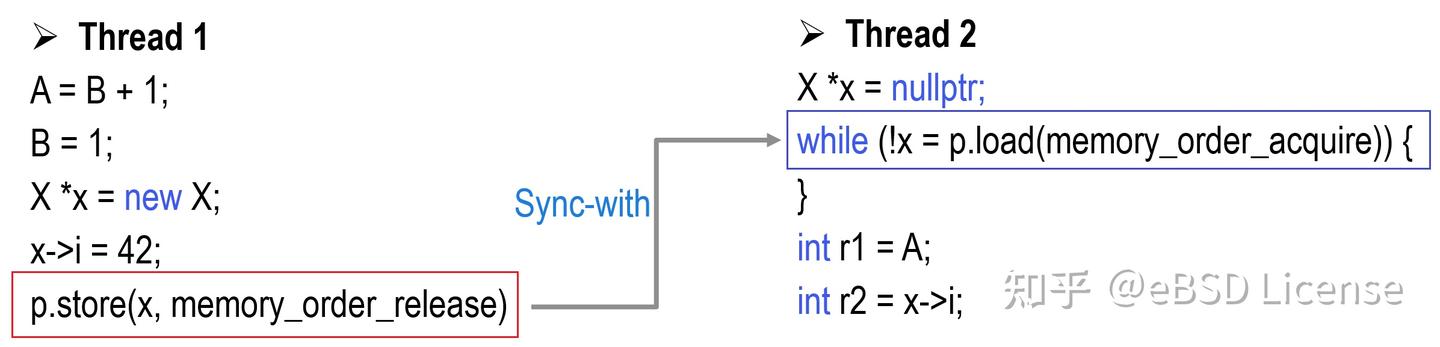 ➢ Thread 1
A = B + 1;
B = 1;
X *x = new X;
x->i = 42;
p.store(x, memory_order_release)
Sync-with
➢ Thread 2
X *x = nullptr;
while (!x = p.load(memory_order_acquire)) {
}
int r1 = A;
int r2 = x->i;
知乎 @eBSD License